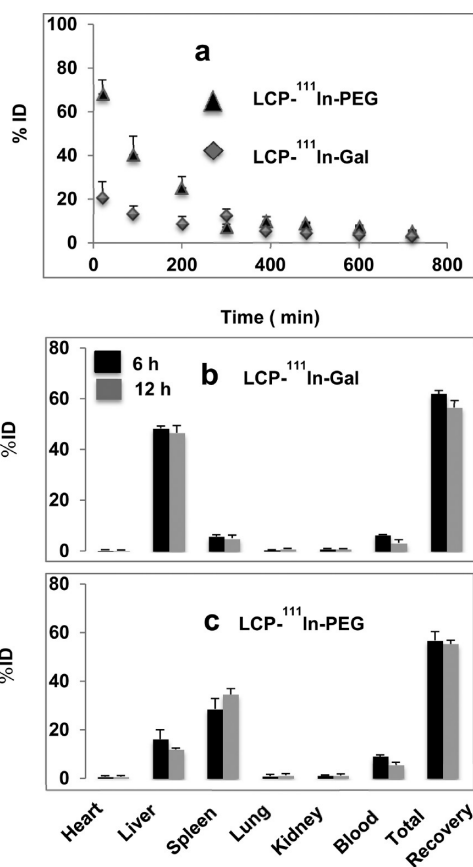 a
100
80
60
40
20
0
% ID
LCP-¹¹¹In-PEG
LCP-¹¹¹In-Gal
0 200 400 600 800
Time ( min)
b
6 h
12 h
LCP-¹¹¹In-Gal
80
60
40
20
0
%ID
c LCP-¹¹¹In-PEG
80
60
40
20
0
%ID
Heart
Liver
Spleen
Lung
Kidney
Blood
Total
Recovery